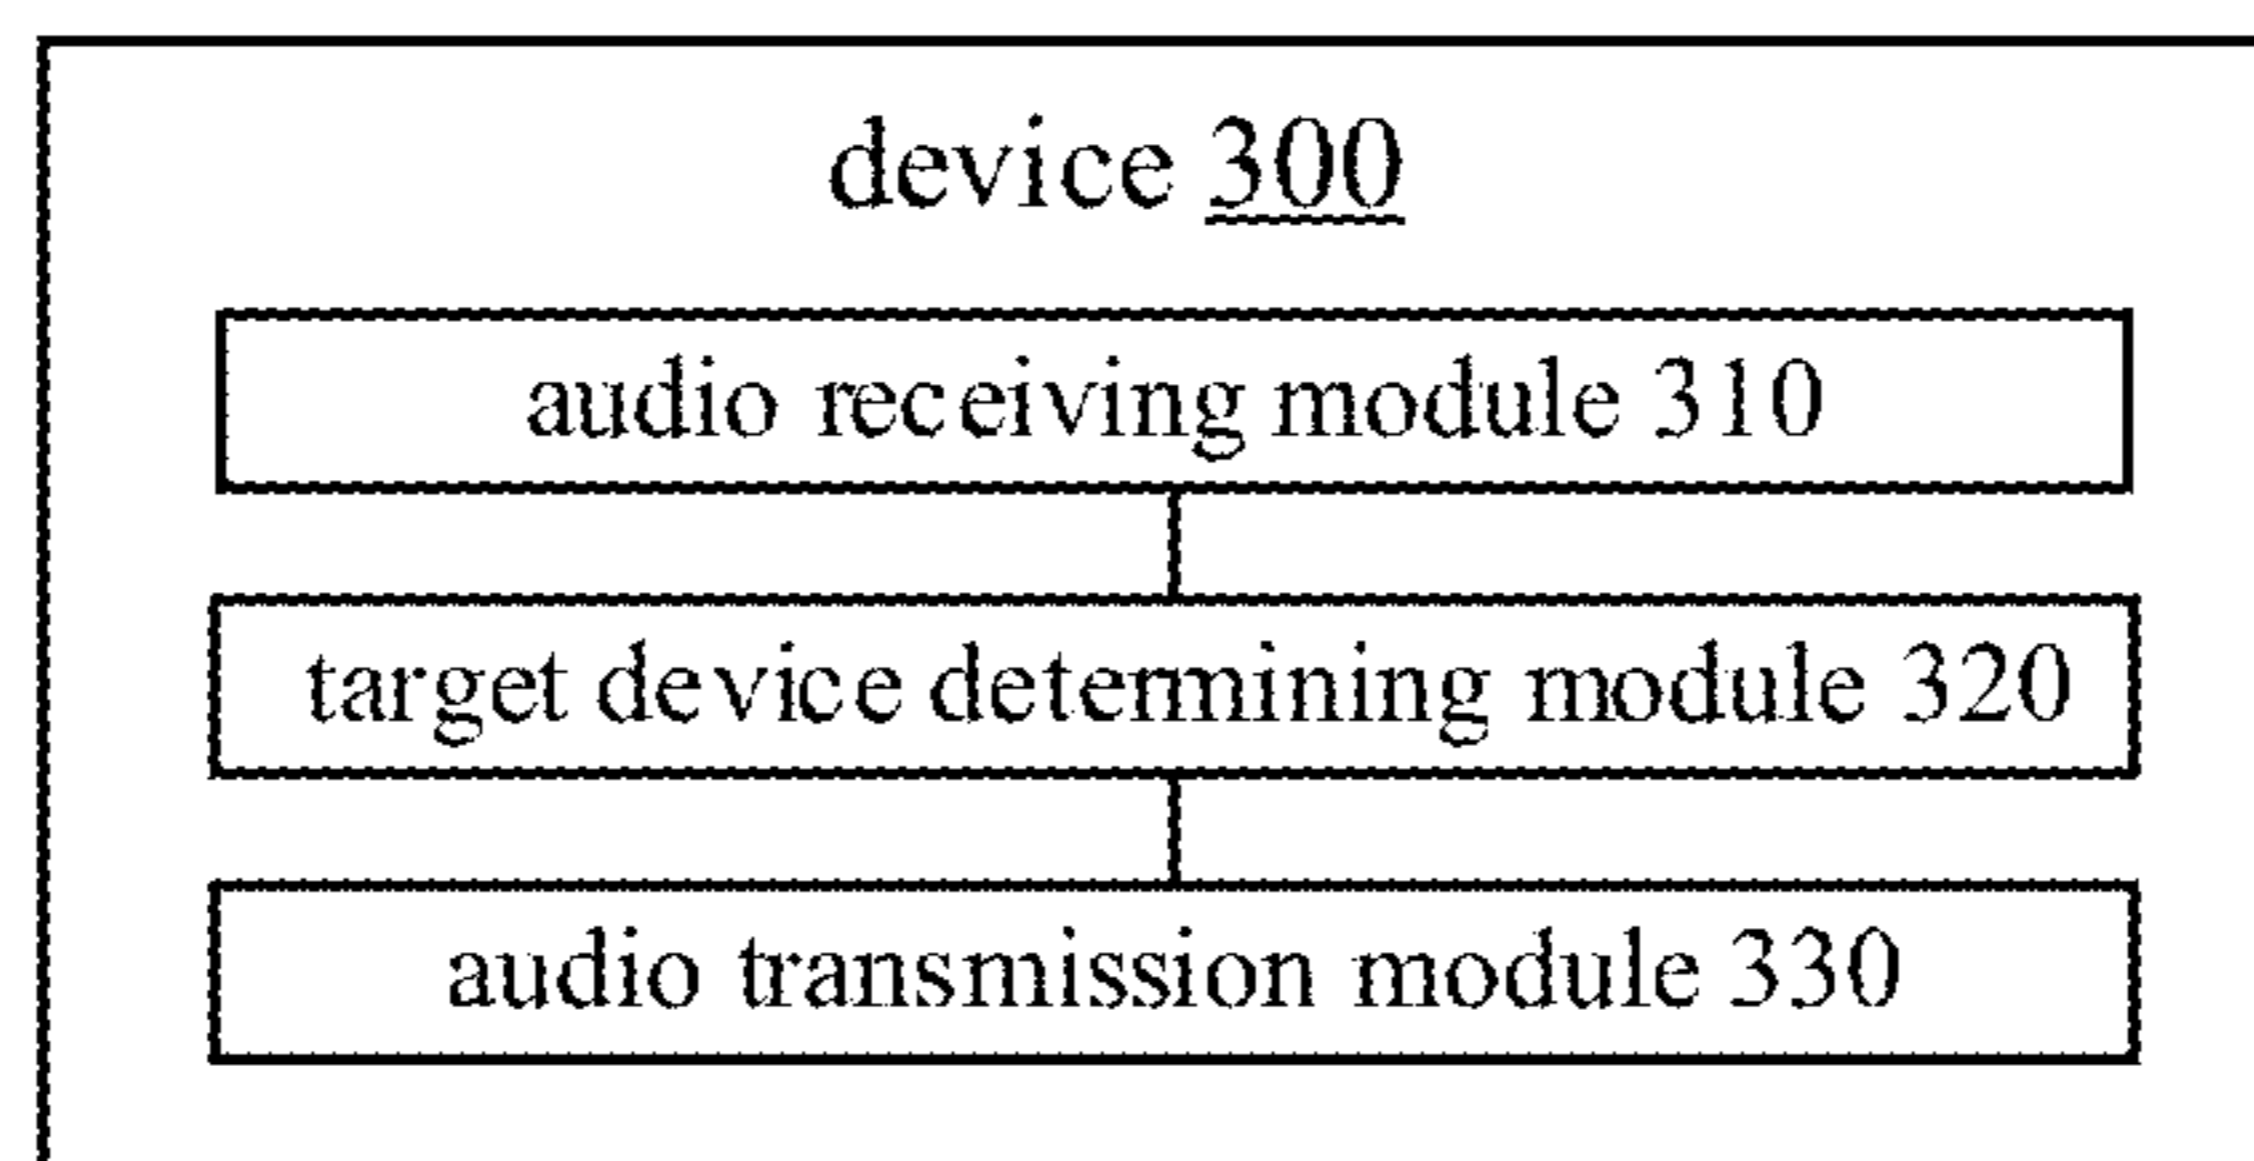 device 300
audio receiving module 310
target device determining module 320
audio transmission module 330